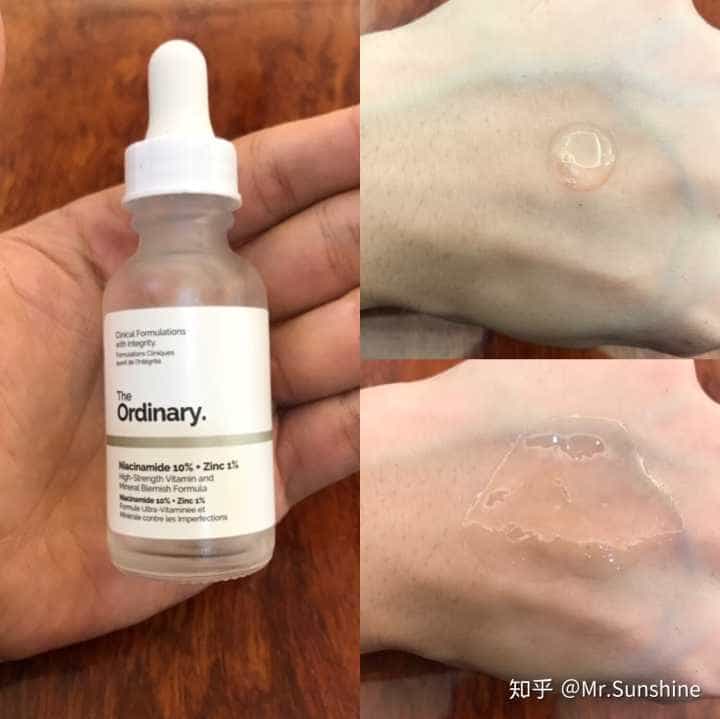 Clinical Formulations
with Integrity.
Formulations Cliniques
avant de l'Intégrité
The
Ordinary.
Niacinamide 10% + Zinc 1%
High-Strength Vitamin and
Mineral Blemish Formula
Niacinamide 10% + Zinc 1%
Formule Ultra-Vitaminée et
Minérale contre les Imperfections
知乎 @Mr.Sunshine